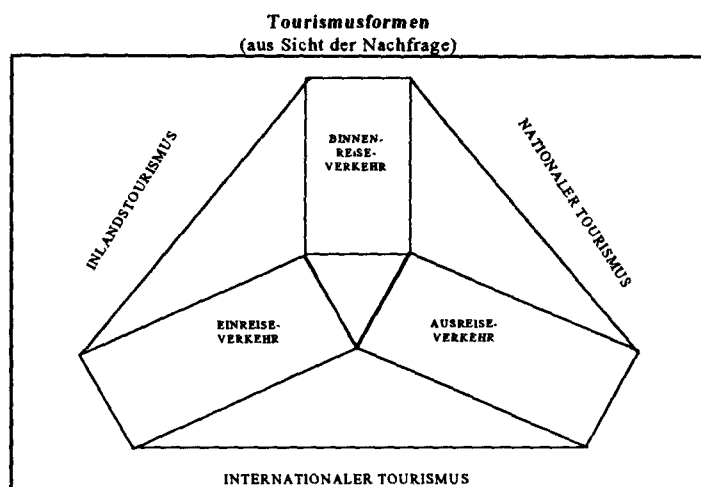 Tourismusformen
(aus Sicht der Nachfrage)
INLANDSTOURISMUS
BINNEN-
REISE-
VERKEHR
NATIONALER TOURISMUS
EINREISE-
VERKEHR
AUSREISE-
VERKEHR
INTERNATIONALER TOURISMUS